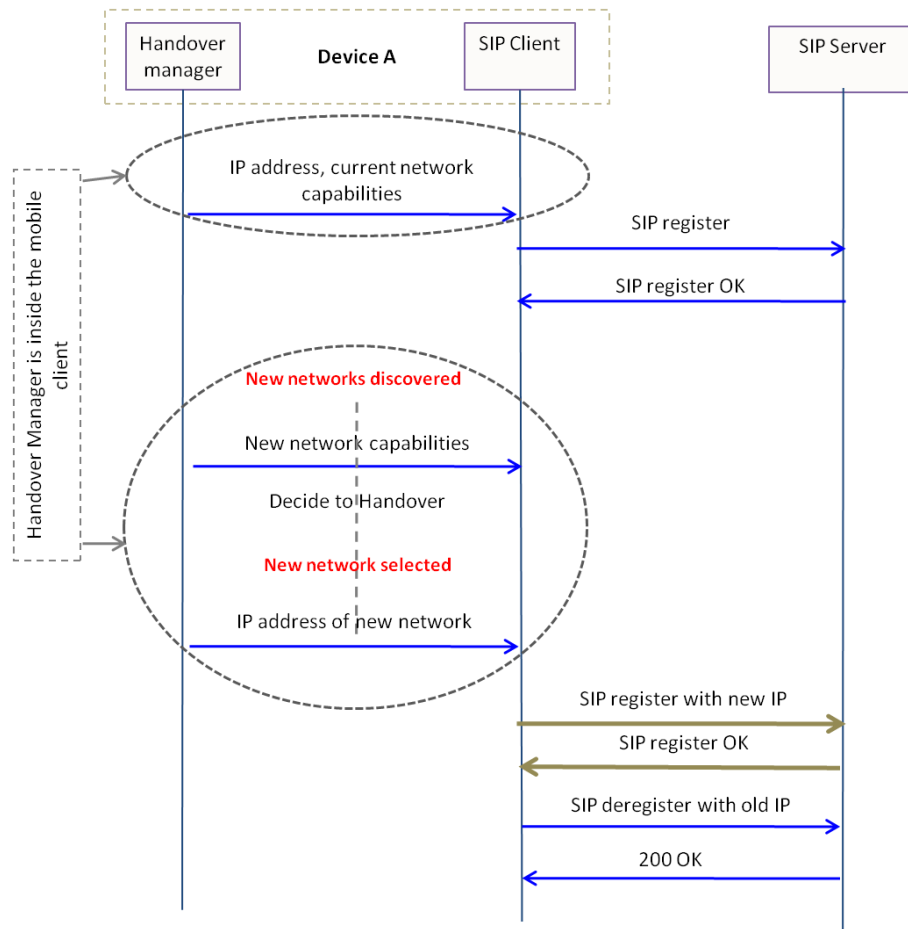 Handover
manager
Device A
SIP Client
SIP Server
Handover Manager is inside the mobile
client
IP address, current network
capabilities
SIP register
SIP register OK
New networks discovered
New network capabilities
Decide to Handover
New network selected
IP address of new network
SIP register with new IP
SIP register OK
SIP deregister with old IP
200 OK